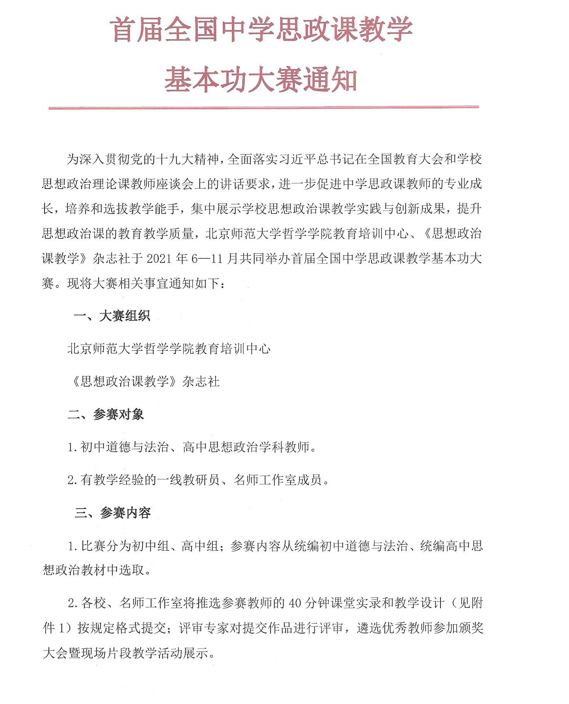 首届全国中学思政课教学
基本功大赛通知
为深入贯彻党的十九大精神，全面落实习近平总书记在全国教育大会和学校
思想政治理论课教师座谈会上的讲话要求，进一步促进中学思政课教师的专业成
长，培养和选拔教学能手，集中展示学校思想政治课教学实践与创新成果，提升
思想政治课的教育教学质量，北京师范大学哲学学院教育培训中心、《思想政治
课教学》杂志社于 2021 年 6—11 月共同举办首届全国中学思政课教学基本功大
赛。现将大赛相关事宜通知如下：
一、大赛组织
北京师范大学哲学学院教育培训中心
《思想政治课教学》杂志社
二、参赛对象
1.初中道德与法治、高中思想政治学科教师。
2.有教学经验的一线教研员、名师工作室成员。
三、参赛内容
1.比赛分为初中组、高中组；参赛内容从统编初中道德与法治、统编高中思
想政治教材中选取。
2.各校、名师工作室将推选参赛教师的 40 分钟课堂实录和教学设计（见附
件 1）按规定格式提交；评审专家对提交作品进行评审，遴选优秀教师参加颁奖
大会暨现场片段教学活动展示。